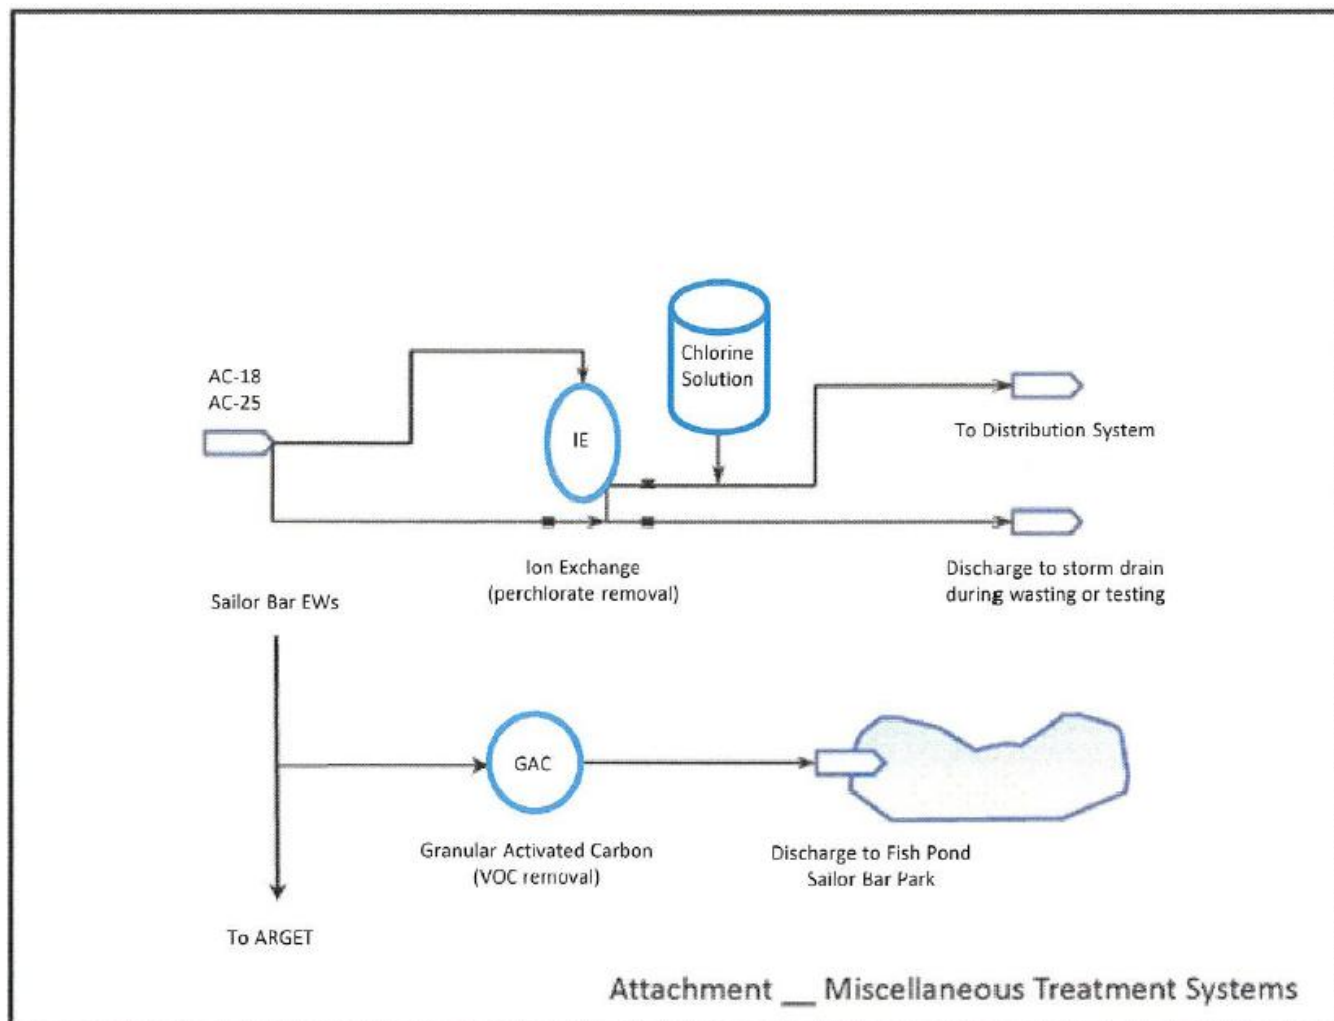 AC-18
AC-25
IE
Chlorine
Solution
To Distribution System
Ion Exchange
(perchlorate removal)
Discharge to storm drain
during wasting or testing
Sailor Bar EWs
GAC
Granular Activated Carbon
(VOC removal)
Discharge to Fish Pond
Sailor Bar Park
To ARGET
Attachment __ Miscellaneous Treatment Systems